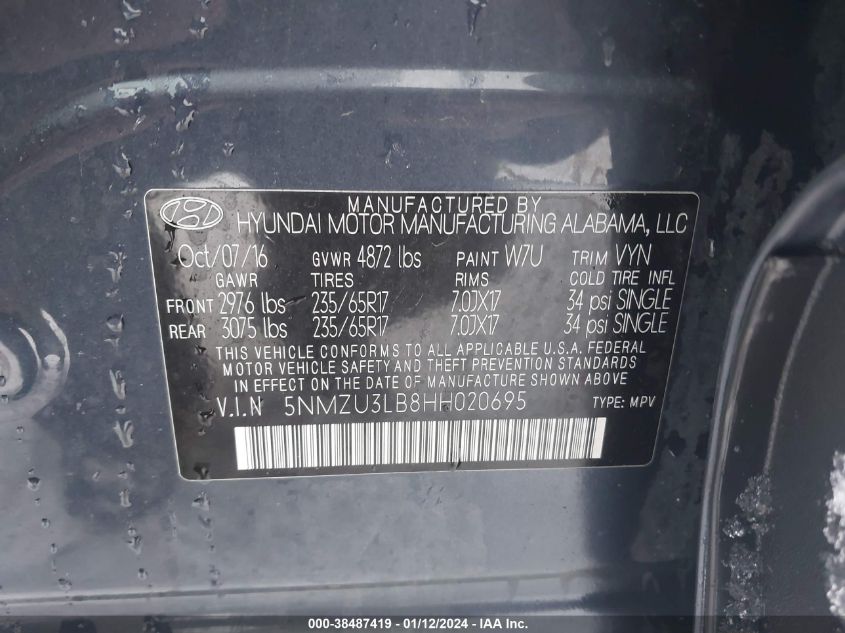 MANUFACTURED BY
HYUNDAI MOTOR MANUFACTURING ALABAMA, LLC
Oct/07/16 GVWR 4872 lbs PAINT W7U TRIM VYN
GAWR TIRES RIMS COLD TIRE INFL
FRONT 2976 lbs 235/65R17 7.0JX17 34 psi SINGLE
REAR 3075 lbs 235/65R17 7.0JX17 34 psi SINGLE
THIS VEHICLE CONFORMS TO ALL APPLICABLE U.S.A. FEDERAL
MOTOR VEHICLE SAFETY AND THEFT PREVENTION STANDARDS
IN EFFECT ON THE DATE OF MANUFACTURE SHOWN ABOVE.
V.I.N 5NMZU3LB8HH020695 TYPE: MPV
000-38487419 - 01/12/2024 - IAA Inc.